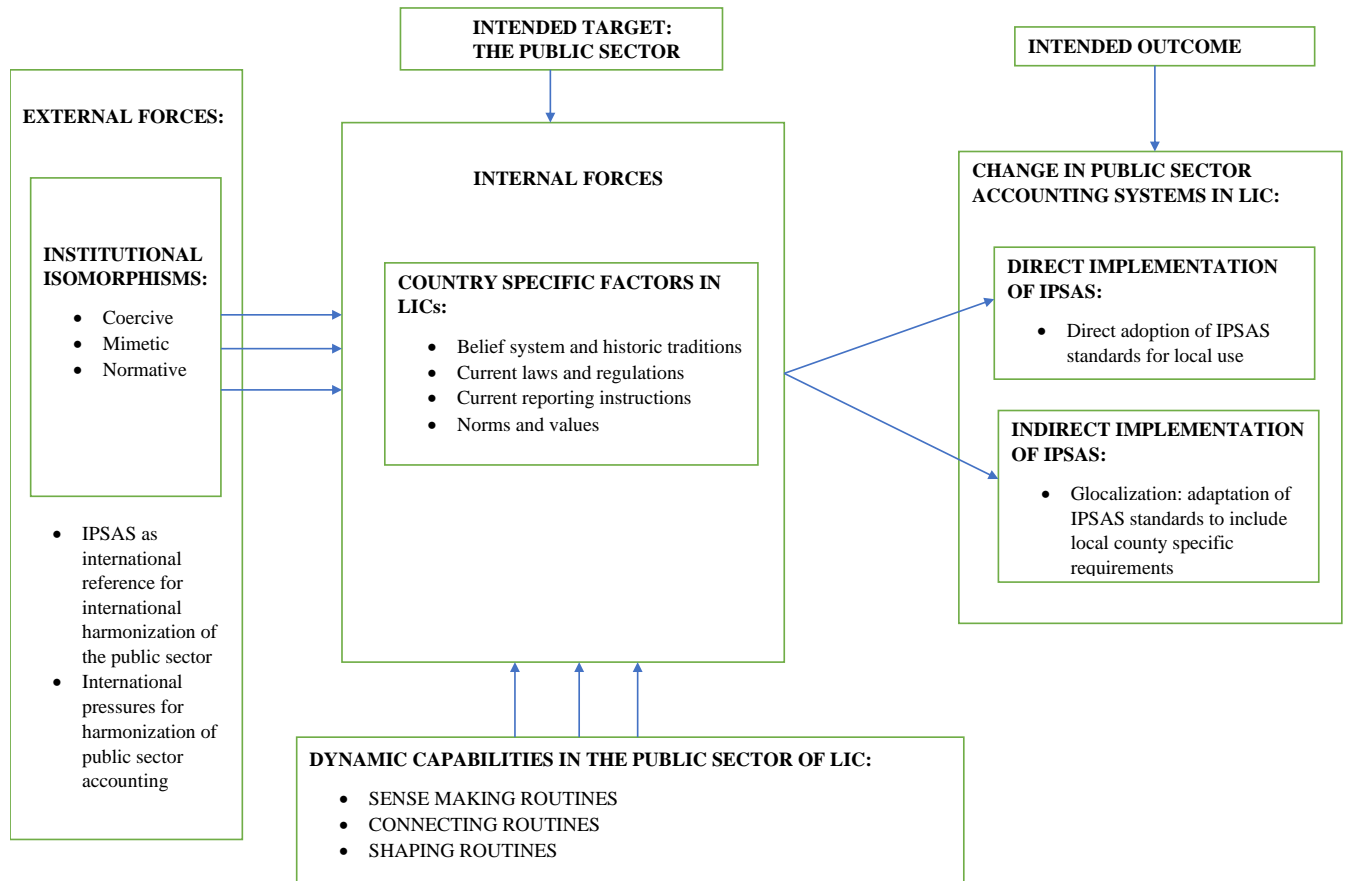 INTENDED TARGET:
THE PUBLIC SECTOR
INTENDED OUTCOME
EXTERNAL FORCES:
INSTITUTIONAL
ISOMORPHISMS:
• Coercive
• Mimetic
• Normative
• IPSAS as
international
reference for
international
harmonization of
the public sector
• International
pressures for
harmonization of
public sector
accounting
INTERNAL FORCES
COUNTRY SPECIFIC FACTORS IN
LICs:
• Belief system and historic traditions
• Current laws and regulations
• Current reporting instructions
• Norms and values
CHANGE IN PUBLIC SECTOR
ACCOUNTING SYSTEMS IN LIC:
DIRECT IMPLEMENTATION
OF IPSAS:
• Direct adoption of IPSAS
standards for local use
INDIRECT IMPLEMENTATION
OF IPSAS:
• Glocalization: adaptation of
IPSAS standards to include
local county specific
requirements
DYNAMIC CAPABILITIES IN THE PUBLIC SECTOR OF LIC:
• SENSE MAKING ROUTINES
• CONNECTING ROUTINES
• SHAPING ROUTINES